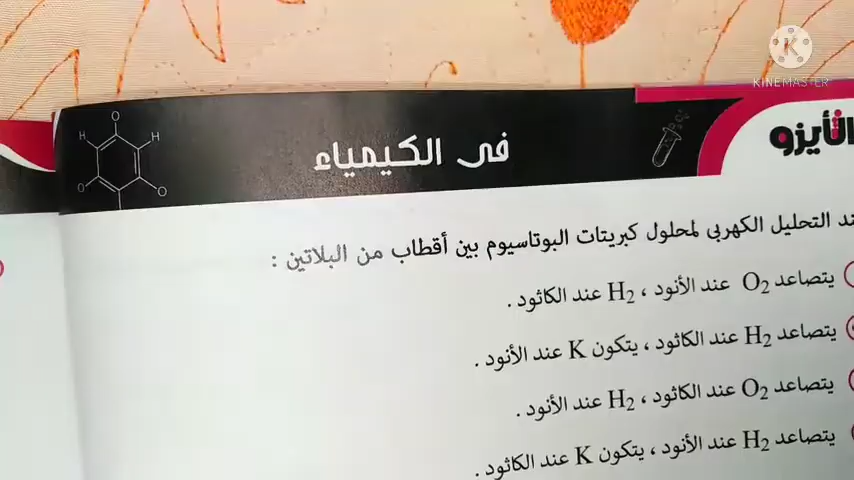 KINEMASTER
الأيزو
فى الكيمياء
التحليل الكهربى لمحلول كبريتات البوتاسيوم بين أقطاب من البلاتين :
يتصاعد O2 عند الأنود ، H2 عند الكاثود .
يتصاعد H2 عند الكاثود ، يتكون K عند الأنود .
يتصاعد O2 عند الكاثود ، H2 عند الأنود .
يتصاعد H2 عند الأنود ، يتكون K عند الكاثود .